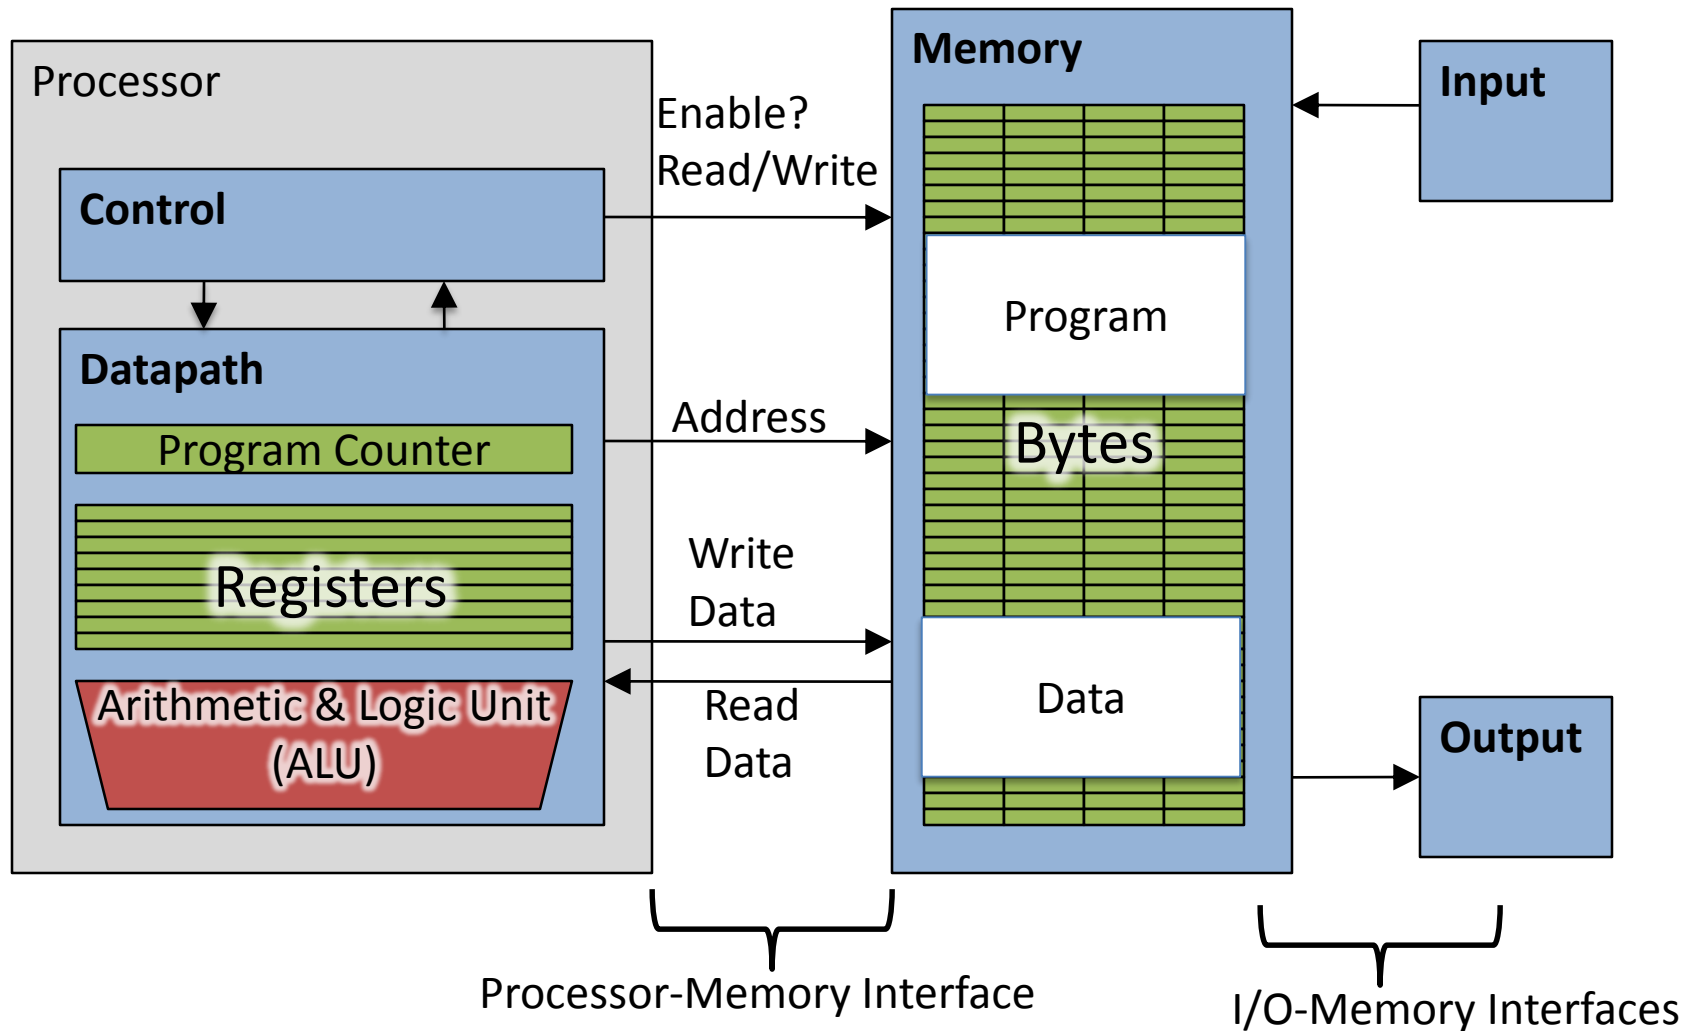 Processor
Control
Datapath
Program Counter
Registers
Arithmetic & Logic Unit
(ALU)
Enable?
Read/Write
Address
Write
Data
Read
Data
Memory
Program
Bytes
Data
Input
Output
Processor-Memory Interface
I/O-Memory Interfaces